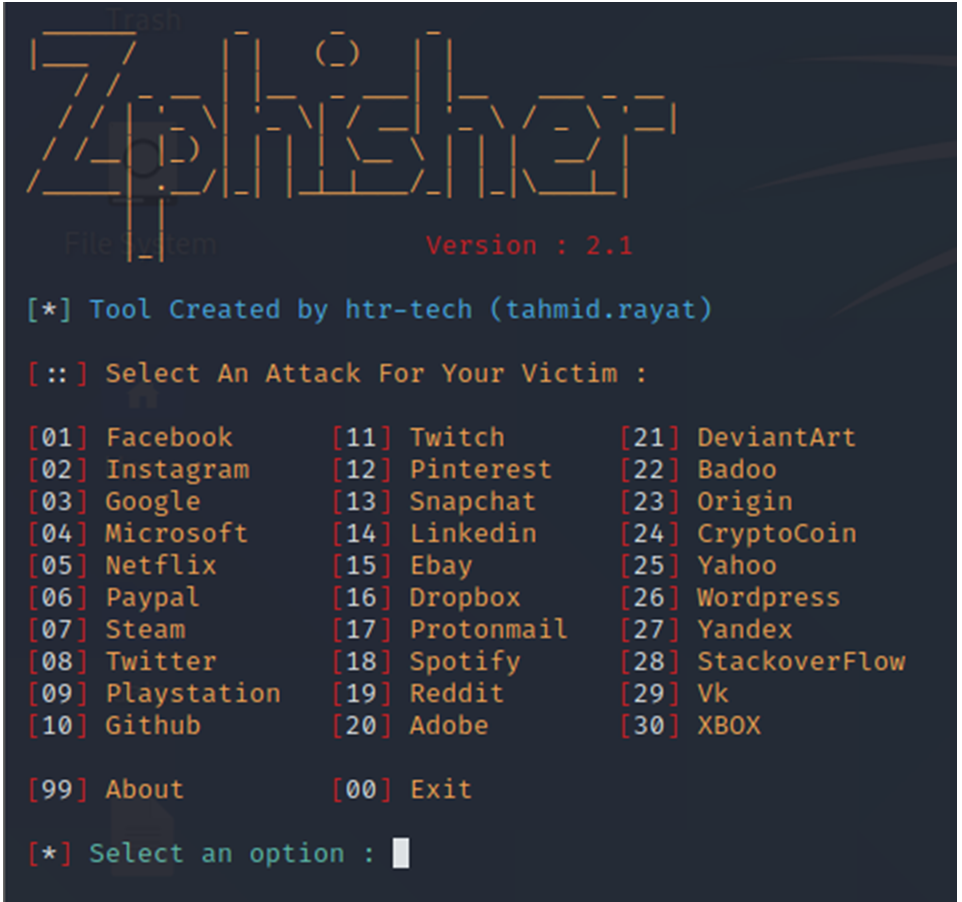 Trash
Zphisher
File System
Version : 2.1
[*] Tool Created by htr-tech (tahmid.rayat)
[::] Select An Attack For Your Victim :
[01] Facebook [11] Twitch [21] DeviantArt
[02] Instagram [12] Pinterest [22] Badoo
[03] Google [13] Snapchat [23] Origin
[04] Microsoft [14] Linkedin [24] CryptoCoin
[05] Netflix [15] Ebay [25] Yahoo
[06] Paypal [16] Dropbox [26] Wordpress
[07] Steam [17] Protonmail [27] Yandex
[08] Twitter [18] Spotify [28] StackoverFlow
[09] Playstation [19] Reddit [29] Vk
[10] Github [20] Adobe [30] XBOX
[99] About [00] Exit
[*] Select an option :